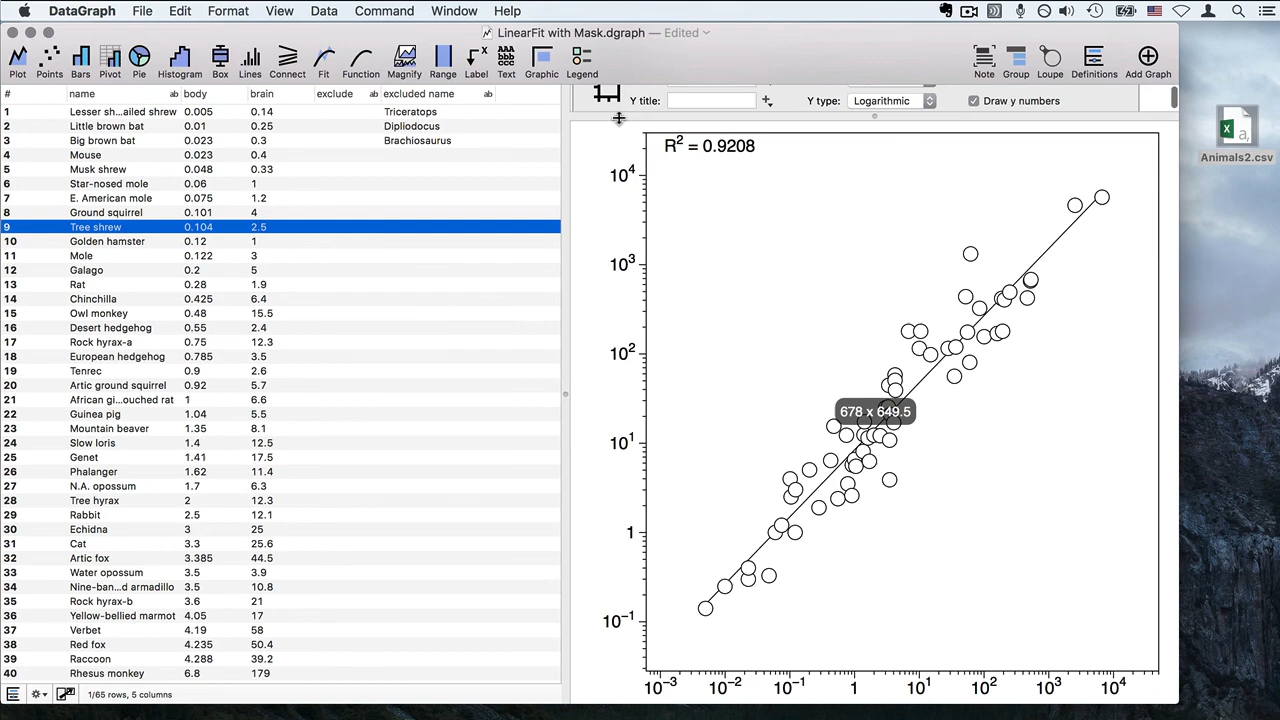 DataGraph File Edit Format View Data Command Window Help
LinearFit with Mask.dgraph — Edited
Plot Points Bars Pivot Pie Histogram Box Lines Connect Fit Function Magnify Range Label Text Graphic Legend Note Group Loupe Definitions Add Graph
# name ab body brain exclude ab excluded name ab
Y title: Y type: Logarithmic Draw y numbers
1 Lesser sh...ailed shrew 0.005 0.14 Triceratops
2 Little brown bat 0.01 0.25 Dipliodocus
3 Big brown bat 0.023 0.3 Brachiosaurus
4 Mouse 0.023 0.4
5 Musk shrew 0.048 0.33
6 Star-nosed mole 0.06 1
7 E. American mole 0.075 1.2
8 Ground squirrel 0.101 4
9 Tree shrew 0.104 2.5
10 Golden hamster 0.12 1
11 Mole 0.122 3
12 Galago 0.2 5
13 Rat 0.28 1.9
14 Chinchilla 0.425 6.4
15 Owl monkey 0.48 15.5
16 Desert hedgehog 0.55 2.4
17 Rock hyrax-a 0.75 12.3
18 European hedgehog 0.785 3.5
19 Tenrec 0.9 2.6
20 Artic ground squirrel 0.92 5.7
21 African gi...ouched rat 1 6.6
22 Guinea pig 1.04 5.5
23 Mountain beaver 1.35 8.1
24 Slow loris 1.4 12.5
25 Genet 1.41 17.5
26 Phalanger 1.62 11.4
27 N.A. opossum 1.7 6.3
28 Tree hyrax 2 12.3
29 Rabbit 2.5 12.1
30 Echidna 3 25
31 Cat 3.3 25.6
32 Artic fox 3.385 44.5
33 Water opossum 3.5 3.9
34 Nine-ban...d armadillo 3.5 10.8
35 Rock hyrax-b 3.6 21
36 Yellow-bellied marmot 4.05 17
37 Verbet 4.19 58
38 Red fox 4.235 50.4
39 Raccoon 4.288 39.2
40 Rhesus monkey 6.8 179
1/65 rows, 5 columns
R² = 0.9208
10⁴
10³
10²
10¹
1
10⁻¹
678 x 649.5
10⁻³ 10⁻² 10⁻¹ 1 10¹ 10² 10³ 10⁴
X a,
Animals2.csv